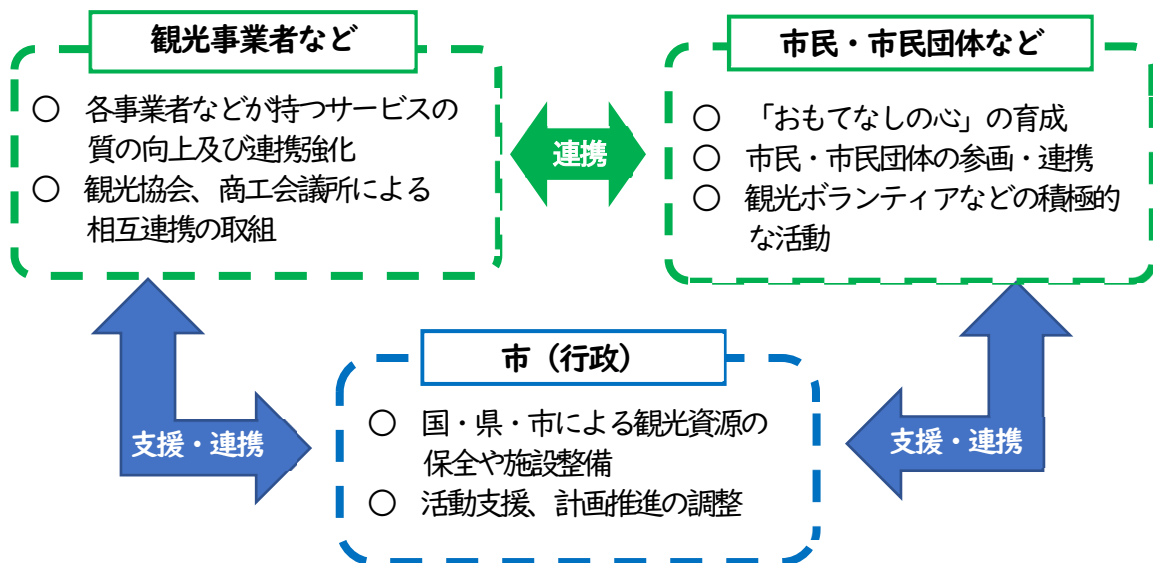 観光事業者など
○ 各事業者などが持つサービスの
質の向上及び連携強化
○ 観光協会、商工会議所による
相互連携の取組
連携
市民・市民団体など
○ 「おもてなしの心」の育成
○ 市民・市民団体の参画・連携
○ 観光ボランティアなどの積極的
な活動
支援・連携
市（行政）
○ 国・県・市による観光資源の
保全や施設整備
○ 活動支援、計画推進の調整
支援・連携